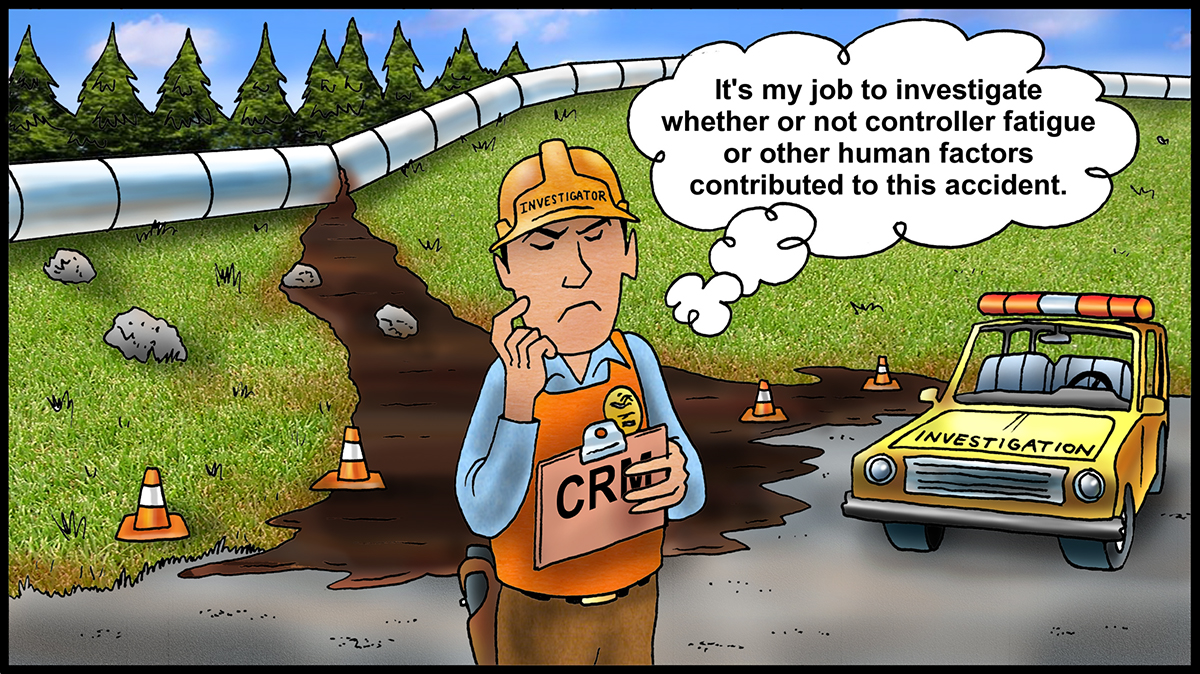 It's my job to investigate
whether or not controller fatigue
or other human factors
contributed to this accident.
INVESTIGATOR
CRM
INVESTIGATION